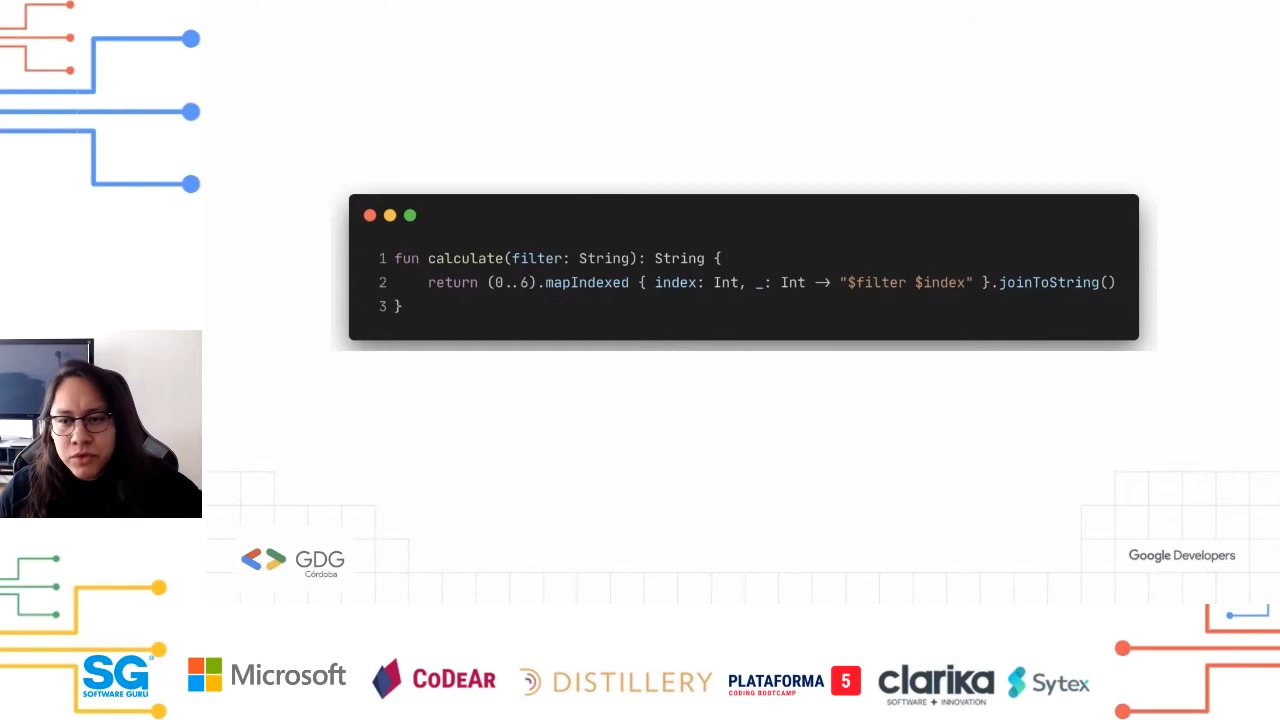 1 fun calculate(filter: String): String {
2 return (0..6).mapIndexed { index: Int, _: Int → "$filter $index" }.joinToString()
3 }
GDG
Córdoba
Google Developers
SG
SOFTWARE GURU
Microsoft
CoDeAr
DISTILLERY
PLATAFORMA 5
CODING BOOTCAMP
clarika
SOFTWARE + INNOVATION
Sytex